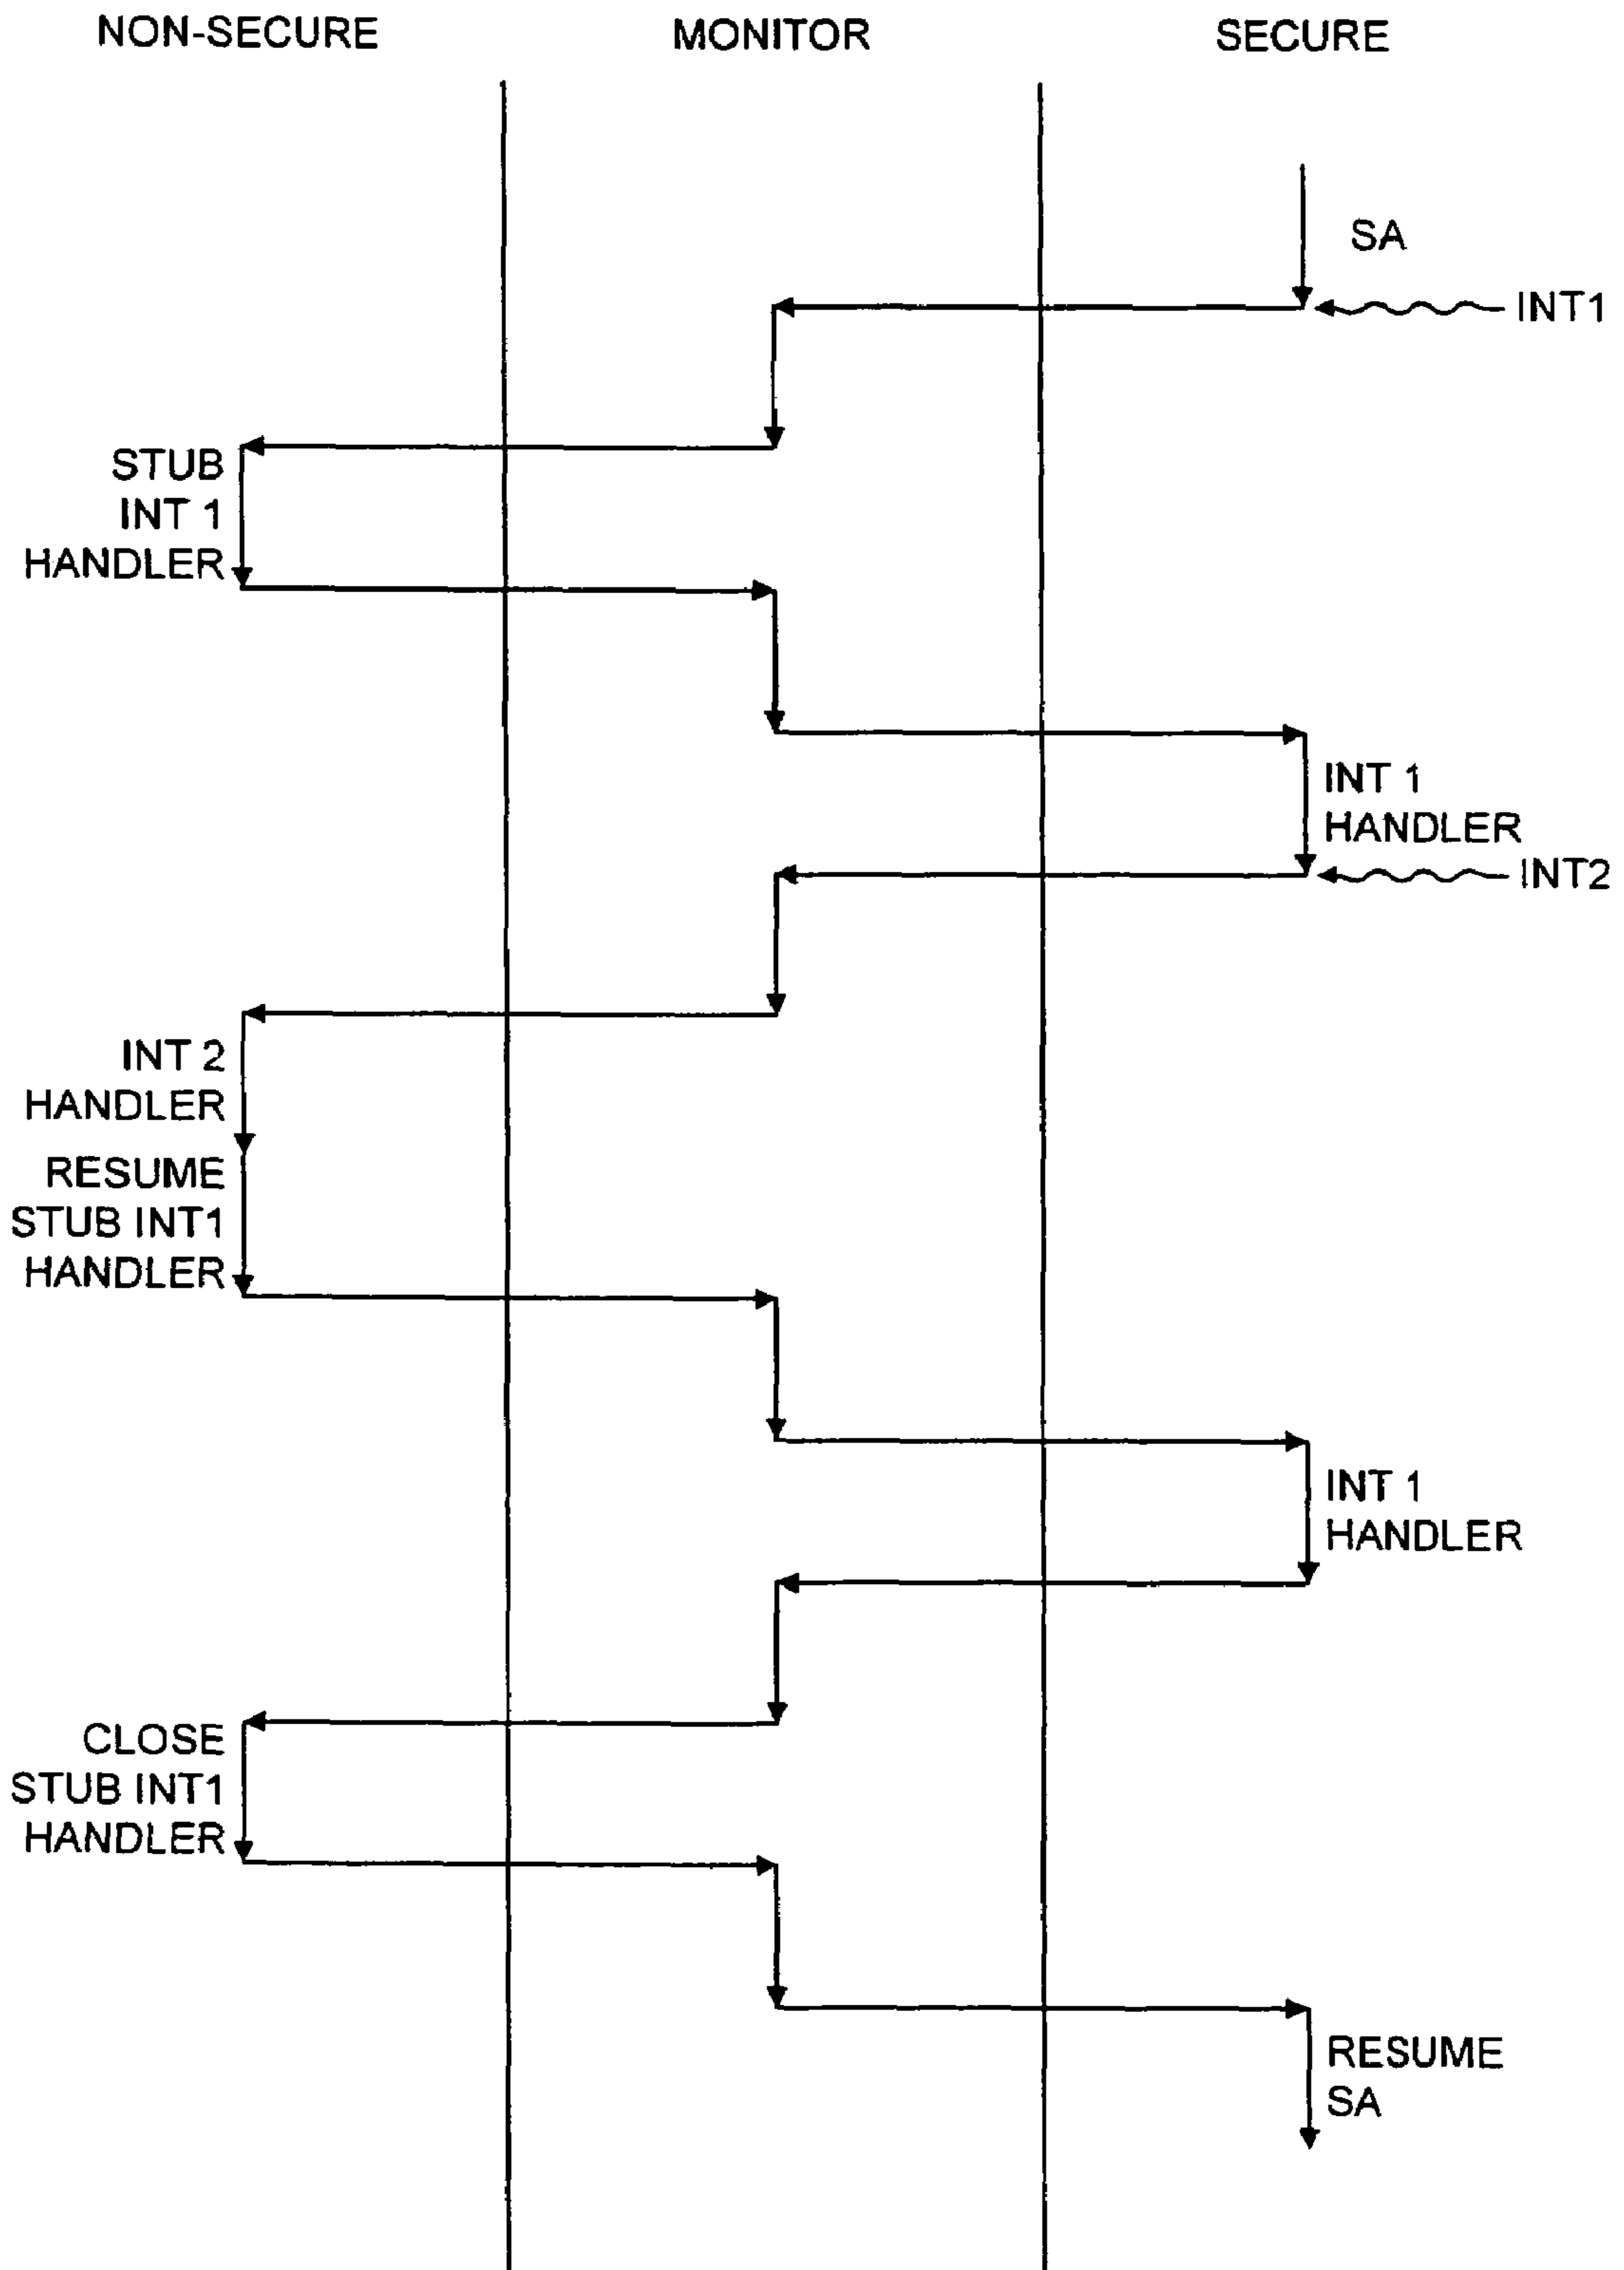 NON-SECURE
MONITOR
SECURE
SA
INT1
STUB
INT 1
HANDLER
INT 1
HANDLER
INT2
INT 2
HANDLER
RESUME
STUB INT1
HANDLER
INT 1
HANDLER
CLOSE
STUB INT1
HANDLER
RESUME
SA